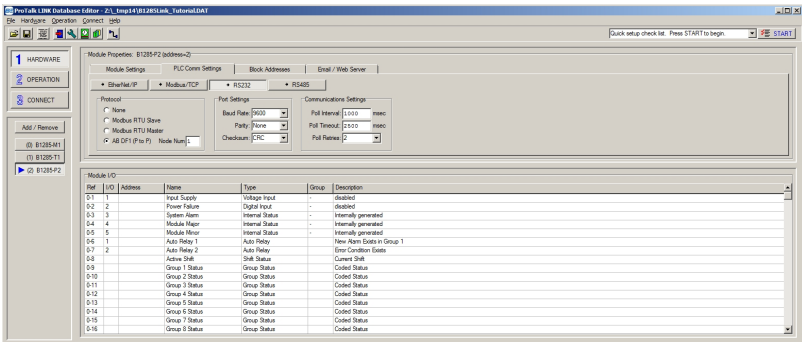 ProTalk LINK Database Editor - Z:\_tmp14\B1285Link_Tutorial.DAT
File Hardware Operation Connect Help
Quick setup check list. Press START to begin. START
1 HARDWARE
2 OPERATION
3 CONNECT
Add / Remove
(0) B1285-M1
(1) B1285-T1
(2) B1285-P2
Module Properties: B1285-P2 (address=2)
Module Settings PLC Comm Settings Block Addresses Email / Web Server
EtherNet/IP Modbus/TCP RS232 RS485
Protocol
None
Modbus RTU Slave
Modbus RTU Master
AB DF1 (P to P) Node Num 1
Port Settings
Baud Rate: 9600
Parity: None
Checksum: CRC
Communications Settings
Poll Interval: 1000 msec
Poll Timeout: 2500 msec
Poll Retries: 2
Module I/O
Ref I/O Address Name Type Group Description
0-1 1 Input Supply Voltage Input - disabled
0-2 2 Power Failure Digital Input - disabled
0-3 3 System Alarm Internal Status - Internally generated
0-4 4 Module Major Internal Status - Internally generated
0-5 5 Module Minor Internal Status - Internally generated
0-6 1 Auto Relay 1 Auto Relay New Alarm Exists in Group 1
0-7 2 Auto Relay 2 Auto Relay Error Condition Exists
0-8 Active Shift Shift Status Current Shift
0-9 Group 1 Status Group Status Coded Status
0-10 Group 2 Status Group Status Coded Status
0-11 Group 3 Status Group Status Coded Status
0-12 Group 4 Status Group Status Coded Status
0-13 Group 5 Status Group Status Coded Status
0-14 Group 6 Status Group Status Coded Status
0-15 Group 7 Status Group Status Coded Status
0-16 Group 8 Status Group Status Coded Status